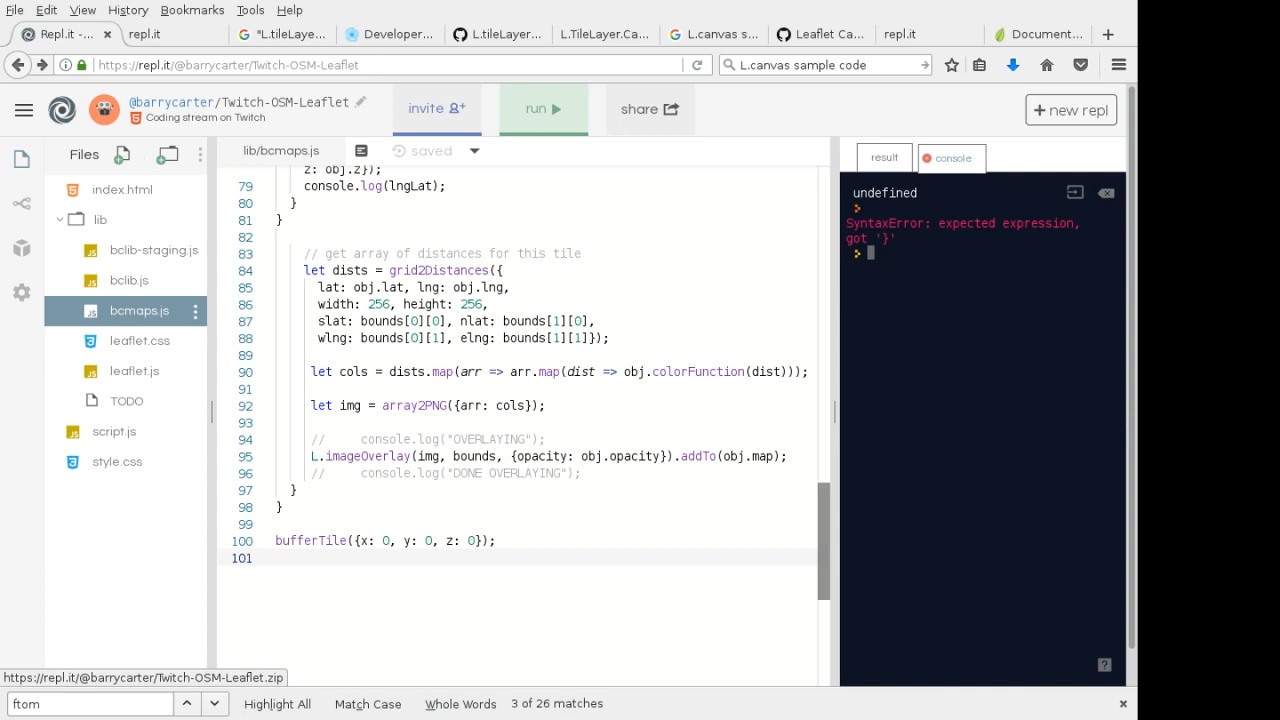 File Edit View History Bookmarks Tools Help
Repl.it -... × repl.it "L.tileLaye... Developer... L.tileLayer... L.TileLayer.Ca... L.canvas s... Leaflet Ca... repl.it Document... +
https://repl.it/@barrycarter/Twitch-OSM-Leaflet L.canvas sample code
@barrycarter/Twitch-OSM-Leaflet
Coding stream on Twitch
invite run share + new repl
Files
index.html
lib
bclib-staging.js
bclib.js
bcmaps.js
leaflet.css
leaflet.js
TODO
script.js
style.css
lib/bcmaps.js saved
z: obj.z});
79 console.log(lngLat);
80 }
81 }
82
83 // get array of distances for this tile
84 let dists = grid2Distances({
85 lat: obj.lat, lng: obj.lng,
86 width: 256, height: 256,
87 slat: bounds[0][0], nlat: bounds[1][0],
88 wlng: bounds[0][1], elng: bounds[1][1]});
89
90 let cols = dists.map(arr => arr.map(dist => obj.colorFunction(dist)));
91
92 let img = array2PNG({arr: cols});
93
94 // console.log("OVERLAYING");
95 L.imageOverlay(img, bounds, {opacity: obj.opacity}).addTo(obj.map);
96 // console.log("DONE OVERLAYING");
97 }
98 }
99
100 bufferTile({x: 0, y: 0, z: 0});
101
result console
undefined
>
SyntaxError: expected expression,
got '}'
>
?
https://repl.it/@barrycarter/Twitch-OSM-Leaflet.zip
ftom Highlight All Match Case Whole Words 3 of 26 matches ×